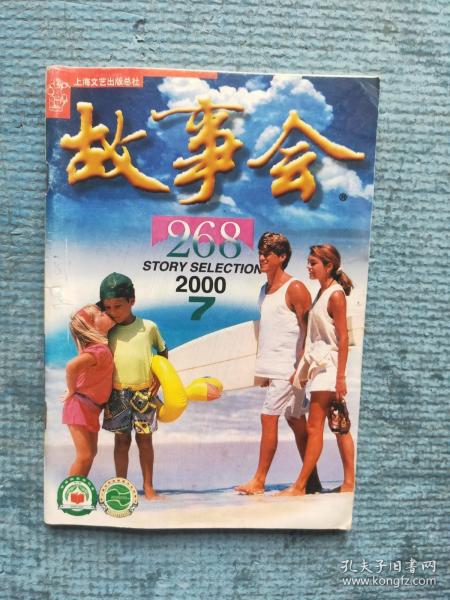 上海文艺出版总社
故事会
®
268
STORY SELECTION
2000
7
孔夫子旧书网
www.kongfz.com